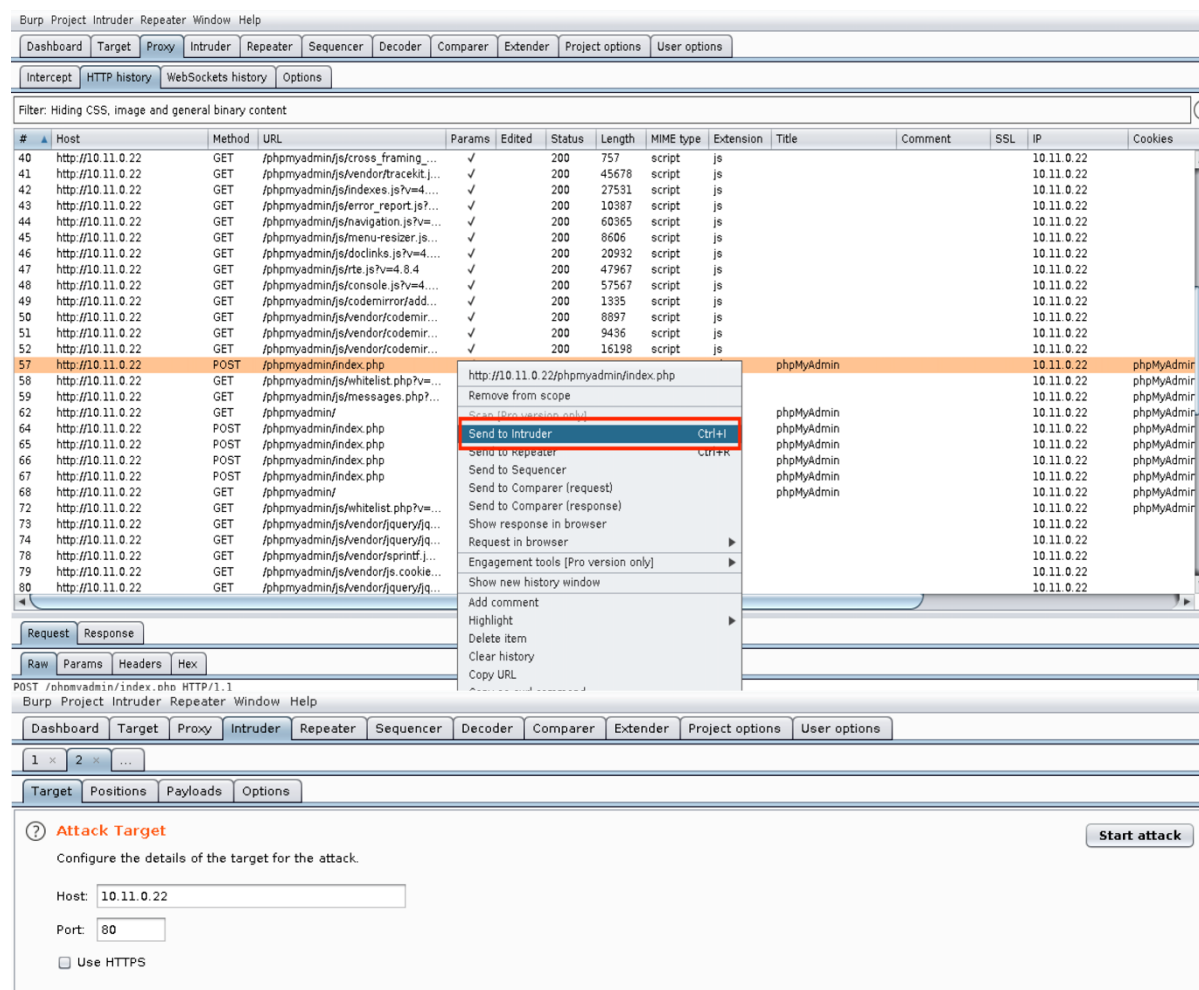 Burp Project Intruder Repeater Window Help
Dashboard Target Proxy Intruder Repeater Sequencer Decoder Comparer Extender Project options User options
Intercept HTTP history WebSockets history Options
Filter: Hiding CSS, image and general binary content
# Host Method URL Params Edited Status Length MIME type Extension Title Comment SSL IP Cookies
40 http://10.11.0.22 GET /phpmyadmin/js/cross_framing_... ✓ 200 757 script js 10.11.0.22
41 http://10.11.0.22 GET /phpmyadmin/js/vendor/tracekit.j... ✓ 200 45678 script js 10.11.0.22
42 http://10.11.0.22 GET /phpmyadmin/js/indexes.js?v=4.... ✓ 200 27531 script js 10.11.0.22
43 http://10.11.0.22 GET /phpmyadmin/js/error_report.js?... ✓ 200 10387 script js 10.11.0.22
44 http://10.11.0.22 GET /phpmyadmin/js/navigation.js?v=... ✓ 200 60365 script js 10.11.0.22
45 http://10.11.0.22 GET /phpmyadmin/js/menu-resizer.js... ✓ 200 8606 script js 10.11.0.22
46 http://10.11.0.22 GET /phpmyadmin/js/doclinks.js?v=4.... ✓ 200 20932 script js 10.11.0.22
47 http://10.11.0.22 GET /phpmyadmin/js/rte.js?v=4.8.4 ✓ 200 47967 script js 10.11.0.22
48 http://10.11.0.22 GET /phpmyadmin/js/console.js?v=4.... ✓ 200 57567 script js 10.11.0.22
49 http://10.11.0.22 GET /phpmyadmin/js/codemirror/add... ✓ 200 1335 script js 10.11.0.22
50 http://10.11.0.22 GET /phpmyadmin/js/vendor/codemir... ✓ 200 8897 script js 10.11.0.22
51 http://10.11.0.22 GET /phpmyadmin/js/vendor/codemir... ✓ 200 9436 script js 10.11.0.22
52 http://10.11.0.22 GET /phpmyadmin/js/vendor/codemir... ✓ 200 16198 script js 10.11.0.22
57 http://10.11.0.22 POST /phpmyadmin/index.php phpMyAdmin 10.11.0.22 phpMyAdmin
58 http://10.11.0.22 GET /phpmyadmin/js/whitelist.php?v=... 10.11.0.22 phpMyAdmin
59 http://10.11.0.22 GET /phpmyadmin/js/messages.php?... 10.11.0.22 phpMyAdmin
62 http://10.11.0.22 GET /phpmyadmin/ phpMyAdmin 10.11.0.22 phpMyAdmin
64 http://10.11.0.22 POST /phpmyadmin/index.php phpMyAdmin 10.11.0.22 phpMyAdmin
65 http://10.11.0.22 POST /phpmyadmin/index.php phpMyAdmin 10.11.0.22 phpMyAdmin
66 http://10.11.0.22 POST /phpmyadmin/index.php phpMyAdmin 10.11.0.22 phpMyAdmin
67 http://10.11.0.22 POST /phpmyadmin/index.php phpMyAdmin 10.11.0.22 phpMyAdmin
68 http://10.11.0.22 GET /phpmyadmin/ phpMyAdmin 10.11.0.22 phpMyAdmin
72 http://10.11.0.22 GET /phpmyadmin/js/whitelist.php?v=... 10.11.0.22 phpMyAdmin
73 http://10.11.0.22 GET /phpmyadmin/js/vendor/jquery/jq... 10.11.0.22
74 http://10.11.0.22 GET /phpmyadmin/js/vendor/jquery/jq... 10.11.0.22
78 http://10.11.0.22 GET /phpmyadmin/js/vendor/sprintf.j... 10.11.0.22
79 http://10.11.0.22 GET /phpmyadmin/js/vendor/js.cookie... 10.11.0.22
80 http://10.11.0.22 GET /phpmyadmin/js/vendor/jquery/jq... 10.11.0.22
http://10.11.0.22/phpmyadmin/index.php
Remove from scope
Scan [Pro version only]
Send to Intruder Ctrl+I
Send to Repeater Ctrl+R
Send to Sequencer
Send to Comparer (request)
Send to Comparer (response)
Show response in browser
Request in browser
Engagement tools [Pro version only]
Show new history window
Add comment
Highlight
Delete item
Clear history
Copy URL
Request Response
Raw Params Headers Hex
POST /phpmyadmin/index.php HTTP/1.1
Burp Project Intruder Repeater Window Help
Dashboard Target Proxy Intruder Repeater Sequencer Decoder Comparer Extender Project options User options
1 × 2 × ...
Target Positions Payloads Options
? Attack Target
Start attack
Configure the details of the target for the attack.
Host: 10.11.0.22
Port: 80
Use HTTPS